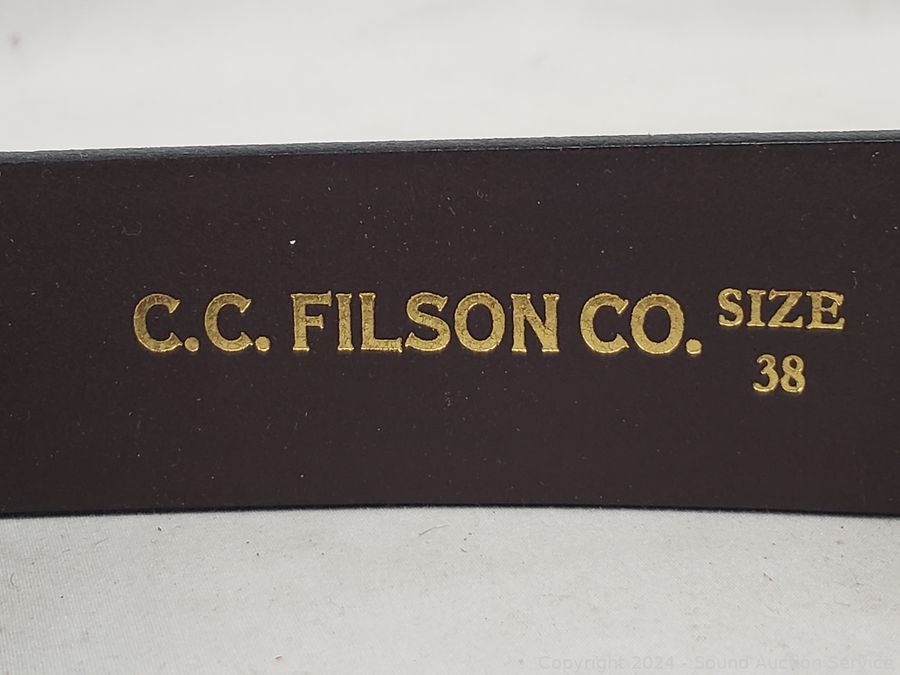 C.C. FILSON CO. SIZE
38
Copyright 2024 - Sound Auction Service